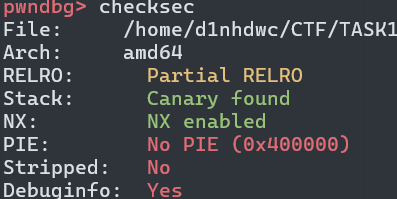 pwndbg> checksec
File: /home/d1nhdwc/CTF/TASK1
Arch: amd64
RELRO: Partial RELRO
Stack: Canary found
NX: NX enabled
PIE: No PIE (0x400000)
Stripped: No
Debuginfo: Yes